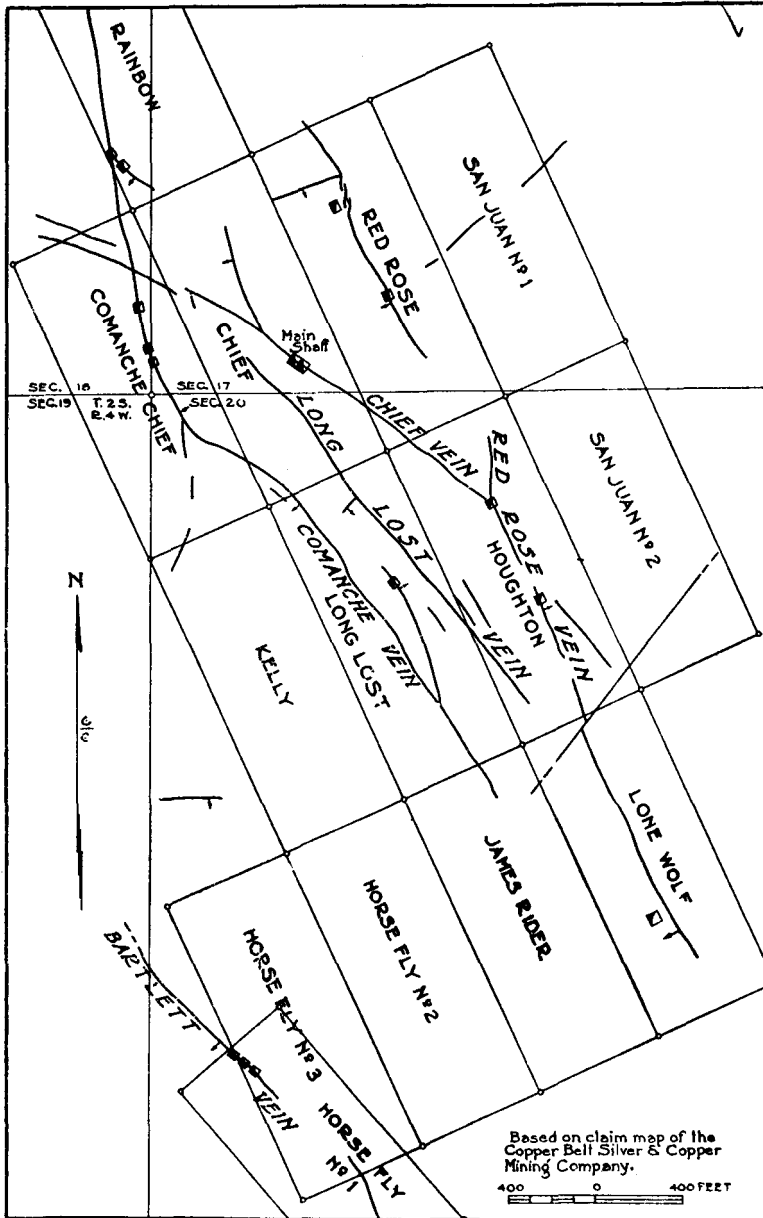 RAINBOW
SAN JUAN Nº 1
RED ROSE
COMANCHE CHIEF
CHIEF
Main
Shaft
SEC. 18
SEC. 17
SEC. 19
T. 2 S.
R. 4 W.
SEC. 20
LONG LOST VEIN
CHIEF VEIN
RED ROSE VEIN
SAN JUAN Nº 2
HOUGHTON
COMANCHE VEIN
LONG LOST
KELLY
N
LONE WOLF
JAMES RIDER
HORSE FLY Nº 2
HORSE FLY Nº 3
BARTLETT VEIN
HORSE FLY
Nº 1
Based on claim map of the
Copper Belt Silver & Copper
Mining Company.
400 0 400 FEET